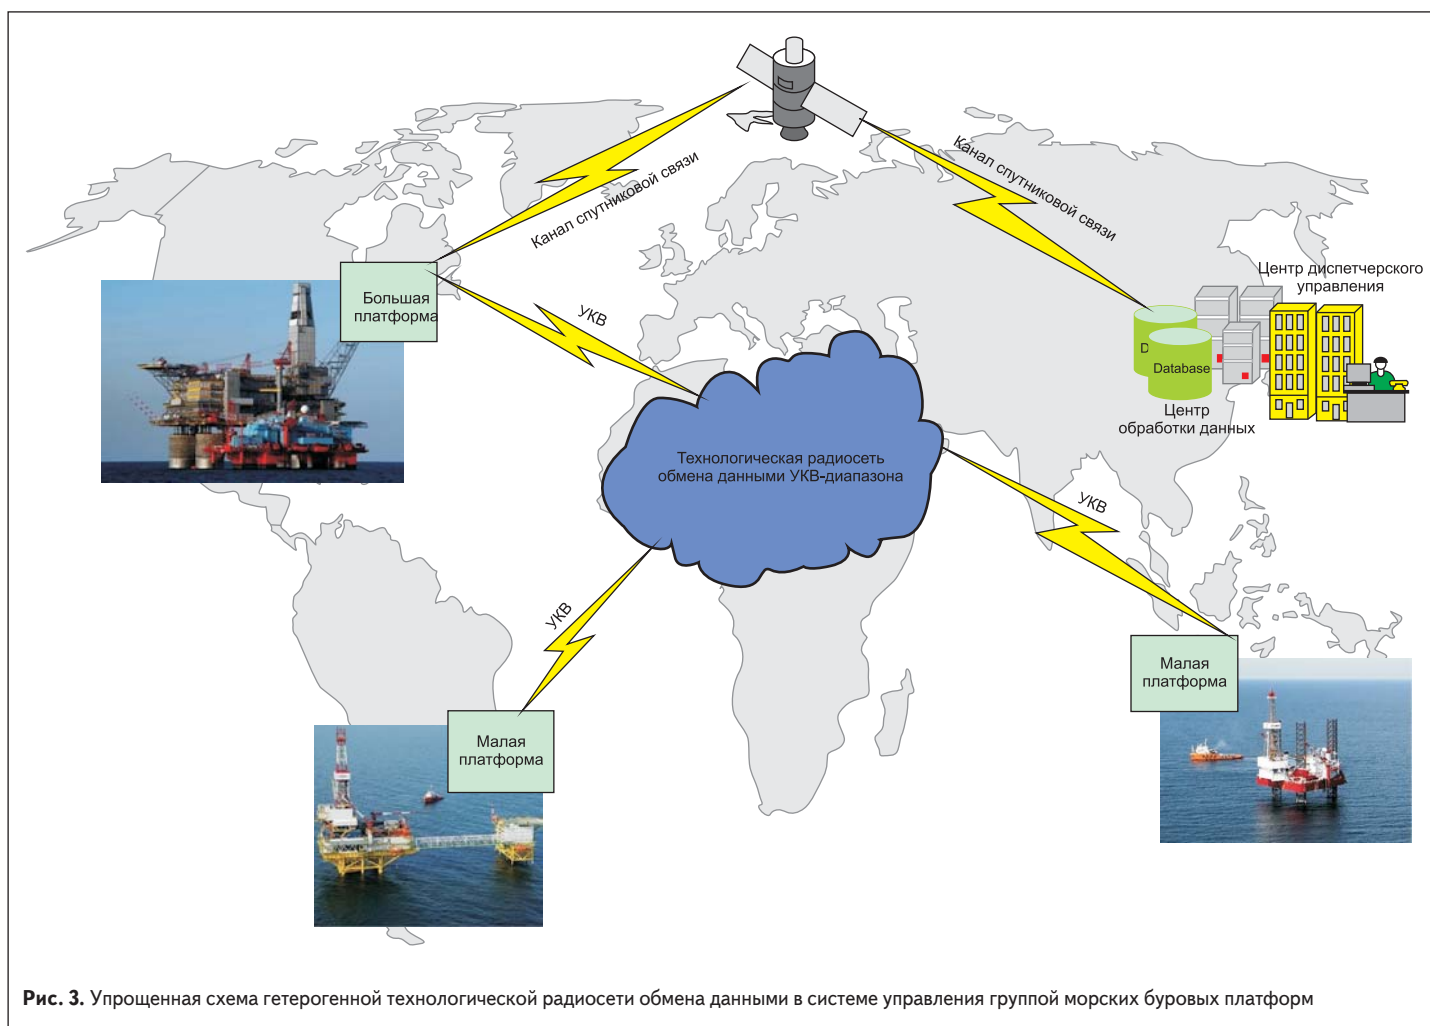 Канал спутниковой связи
Канал спутниковой связи
Центр диспетчерского
управления
Большая
платформа
УКВ
D
Database
Центр
обработки данных
Технологическая радиосеть
обмена данными УКВ-диапазона
УКВ
УКВ
Малая
платформа
Малая
платформа
Рис. 3. Упрощенная схема гетерогенной технологической радиосети обмена данными в системе управления группой морских буровых платформ